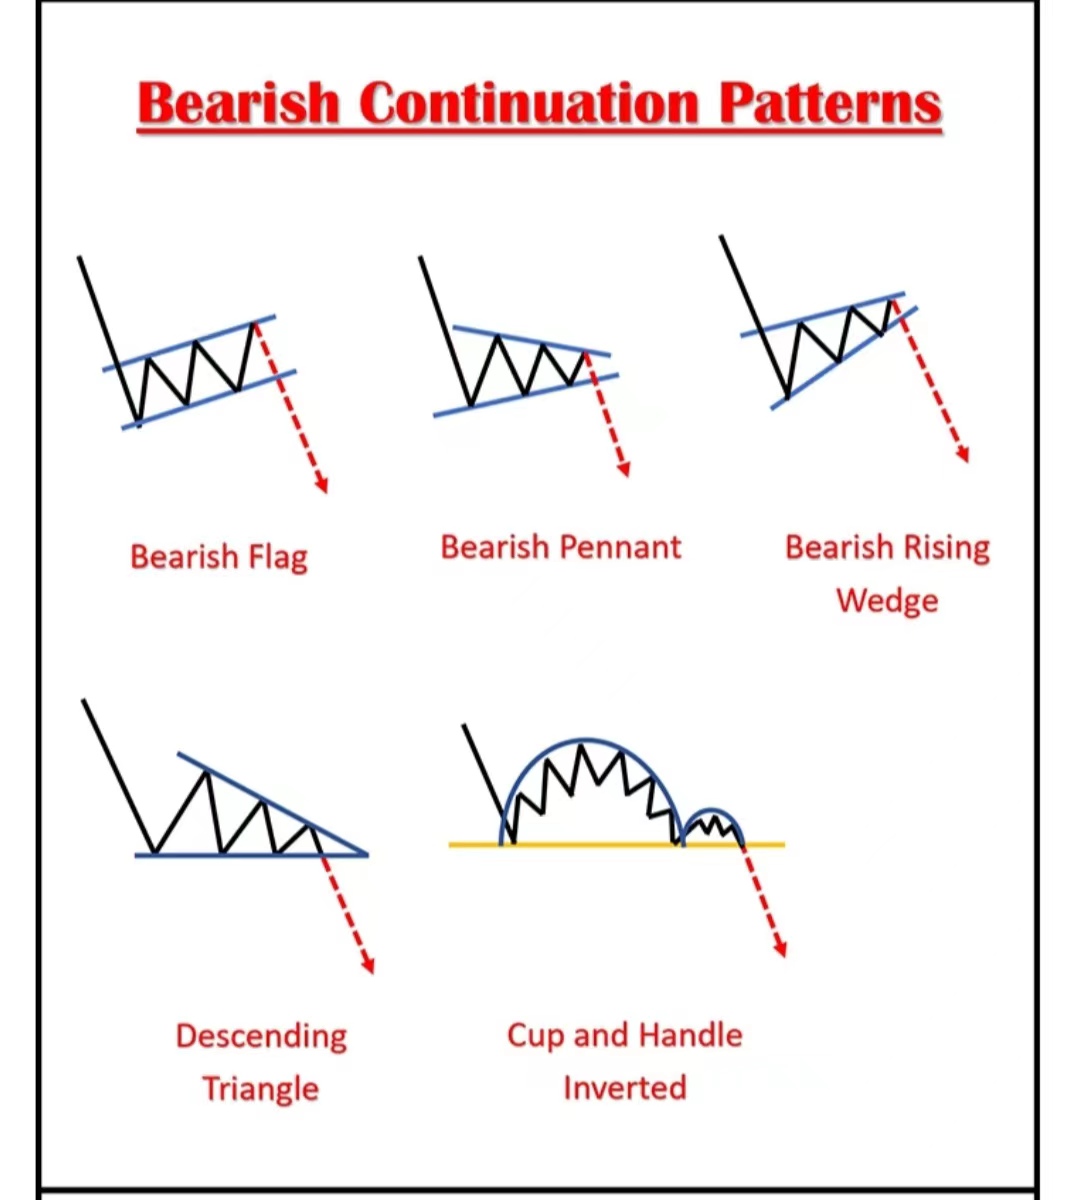 Bearish Continuation Patterns
Bearish Flag
Bearish Pennant
Bearish Rising
Wedge
Descending
Triangle
Cup and Handle
Inverted